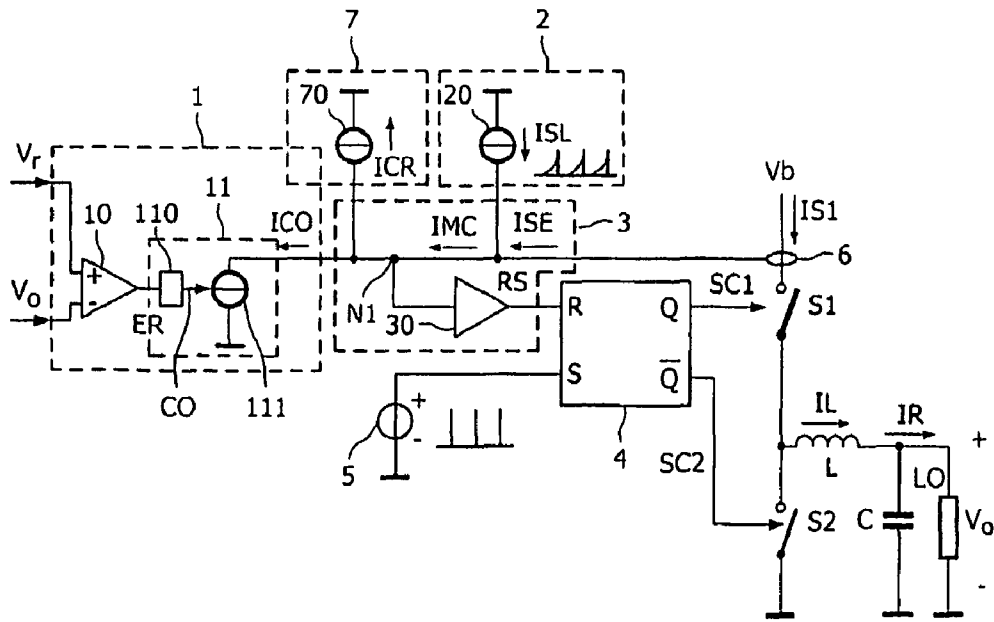 7
2
70
20
ISL
ICR
1
Vr
11
110
10
ICO
IMC
ISE
3
Vb
IS1
6
+
-
Vo
ER
N1
30
RS
SC1
S1
R
Q
CO
111
S
Q̅
5
+
-
4
SC2
IL
IR
+
L
LO
S2
C
Vo
-